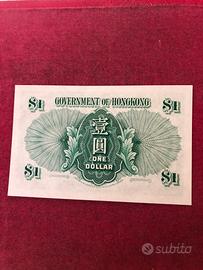 $1 GOVERNMENT OF HONGKONG $1
壹
圓
ONE
DOLLAR
$1 $1
subito